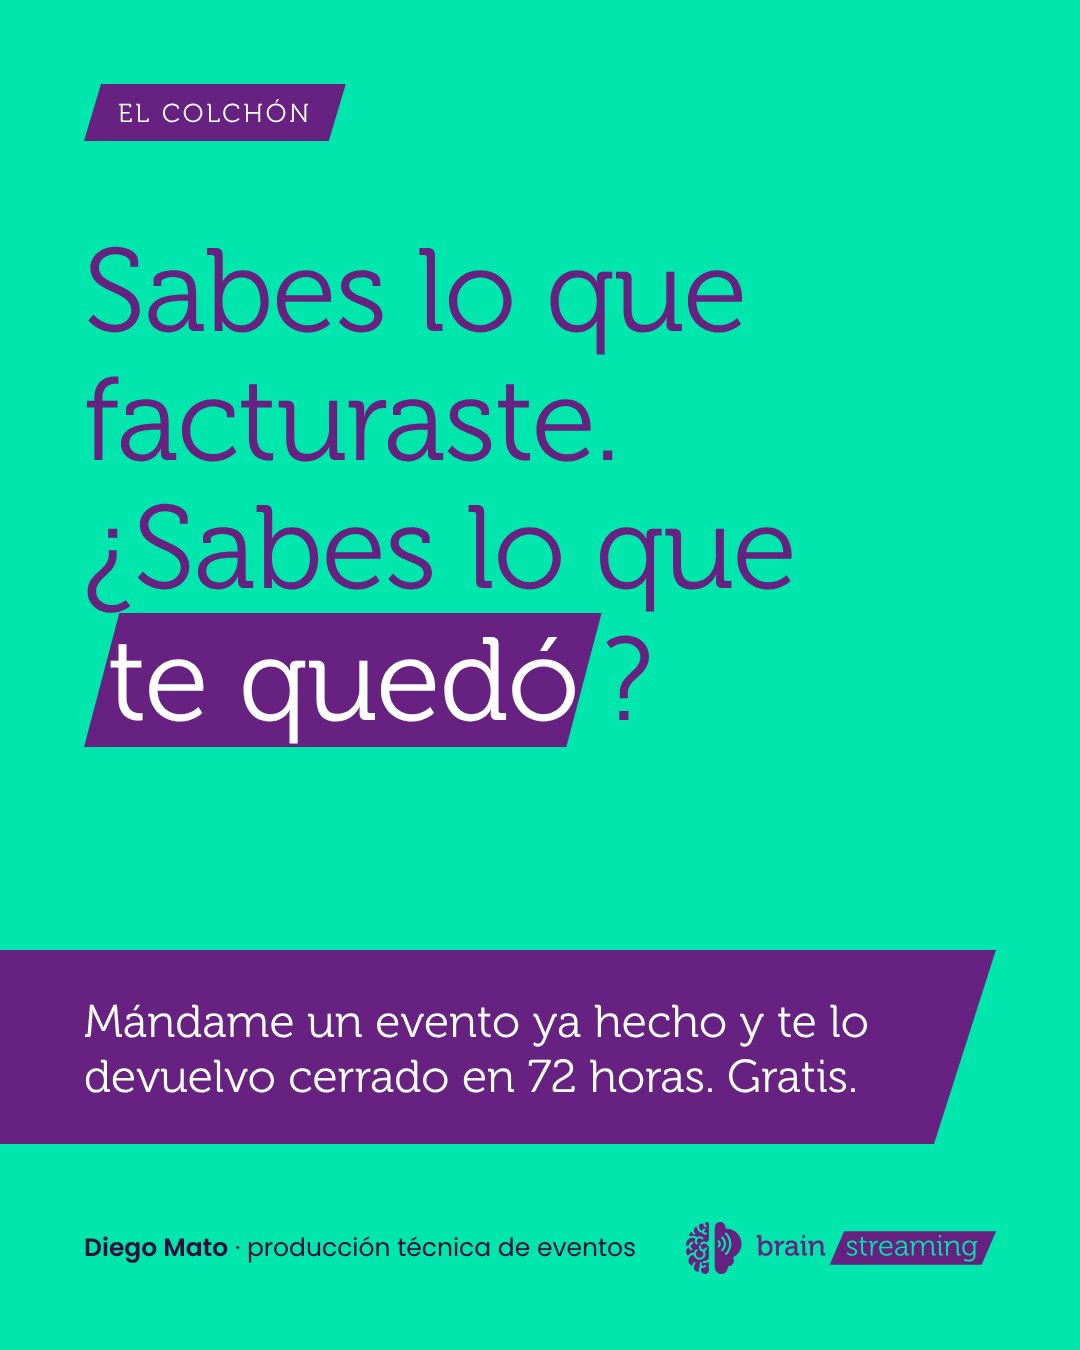 EL COLCHÓN
Sabes lo que
facturaste.
¿Sabes lo que
te quedó?
Mándame un evento ya hecho y te lo
devuelvo cerrado en 72 horas. Gratis.
Diego Mato · producción técnica de eventos
brain streaming